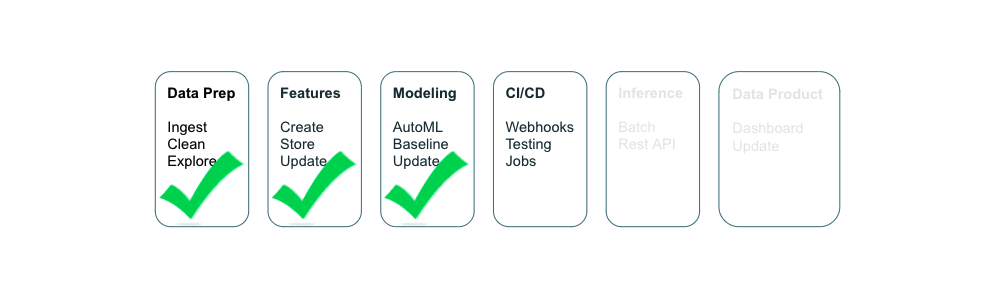 Data Prep
Ingest
Clean
Explore
Features
Create
Store
Update
Modeling
AutoML
Baseline
Update
CI/CD
Webhooks
Testing
Jobs
Inference
Batch
Rest API
Data Product
Dashboard
Update